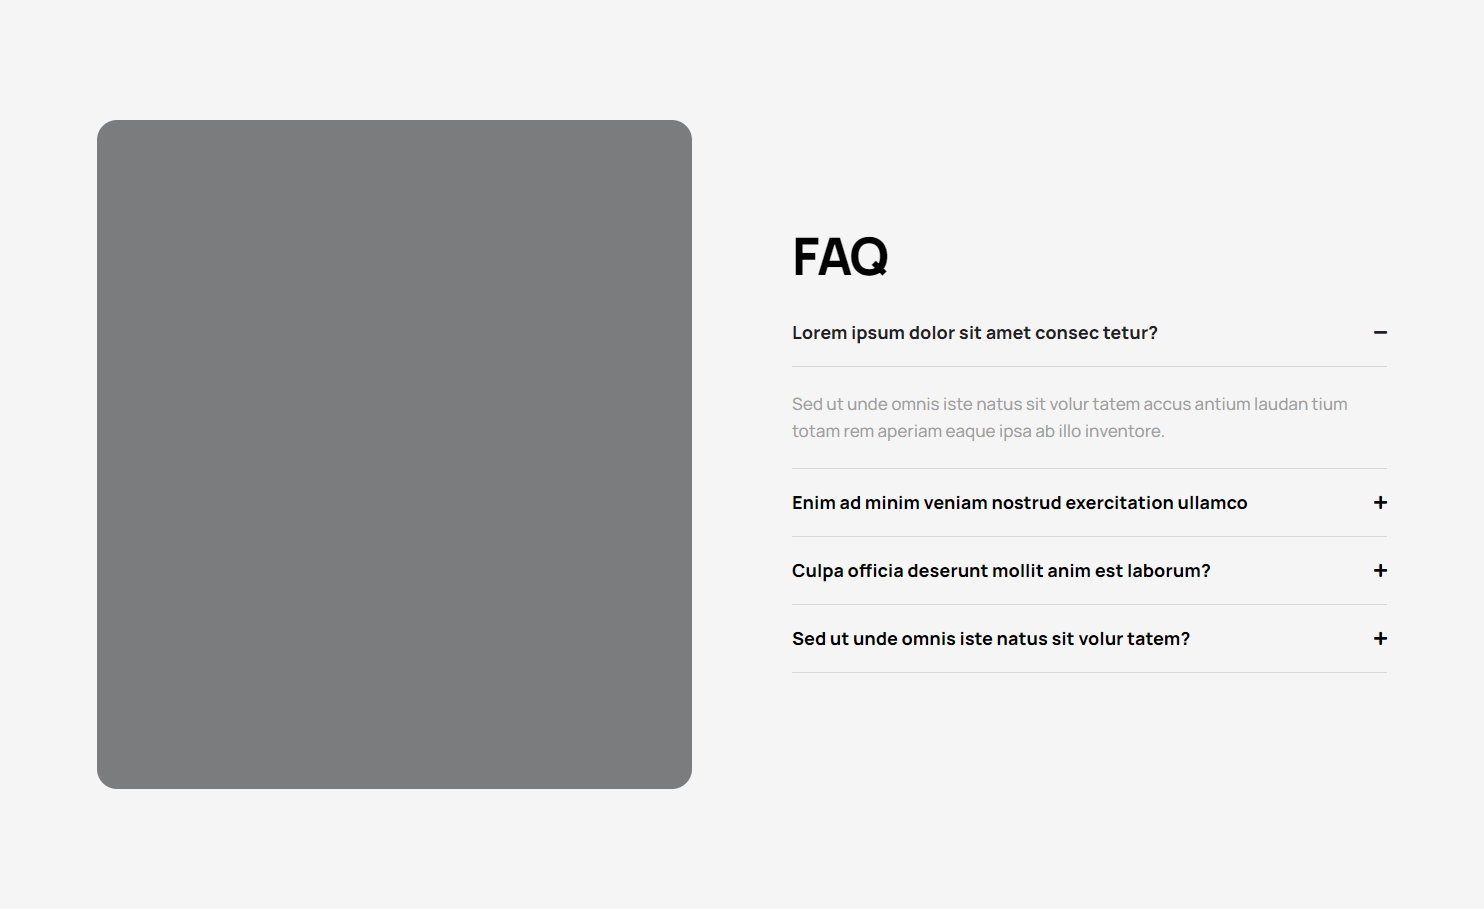 FAQ
Lorem ipsum dolor sit amet consec tetur?
Sed ut unde omnis iste natus sit volur tatem accus antium laudan tium
totam rem aperiam eaque ipsa ab illo inventore.
Enim ad minim veniam nostrud exercitation ullamco
Culpa officia deserunt mollit anim est laborum?
Sed ut unde omnis iste natus sit volur tatem?